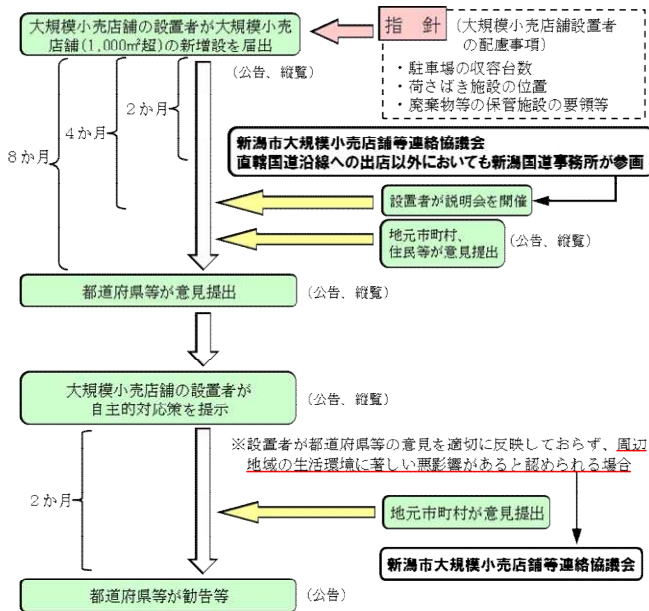 大規模小売店舗の設置者が大規模小売
店舗(1,000㎡超)の新増設を届出
指 針
(大規模小売店舗設置者
の配慮事項)
・駐車場の収容台数
・荷さばき施設の位置
・廃棄物等の保管施設の要領等
(公告、縦覧)
2か月
4か月
8か月
新潟市大規模小売店舗等連絡協議会
直轄国道沿線への出店以外においても新潟国道事務所が参画
設置者が説明会を開催
地元市町村、
住民等が意見提出
(公告、縦覧)
都道府県等が意見提出
(公告、縦覧)
大規模小売店舗の設置者が
自主的対応策を提示
(公告、縦覧)
※設置者が都道府県等の意見を適切に反映しておらず、周辺
地域の生活環境に著しい悪影響があると認められる場合
2か月
地元市町村が意見提出
新潟市大規模小売店舗等連絡協議会
都道府県等が勧告等
(公告)